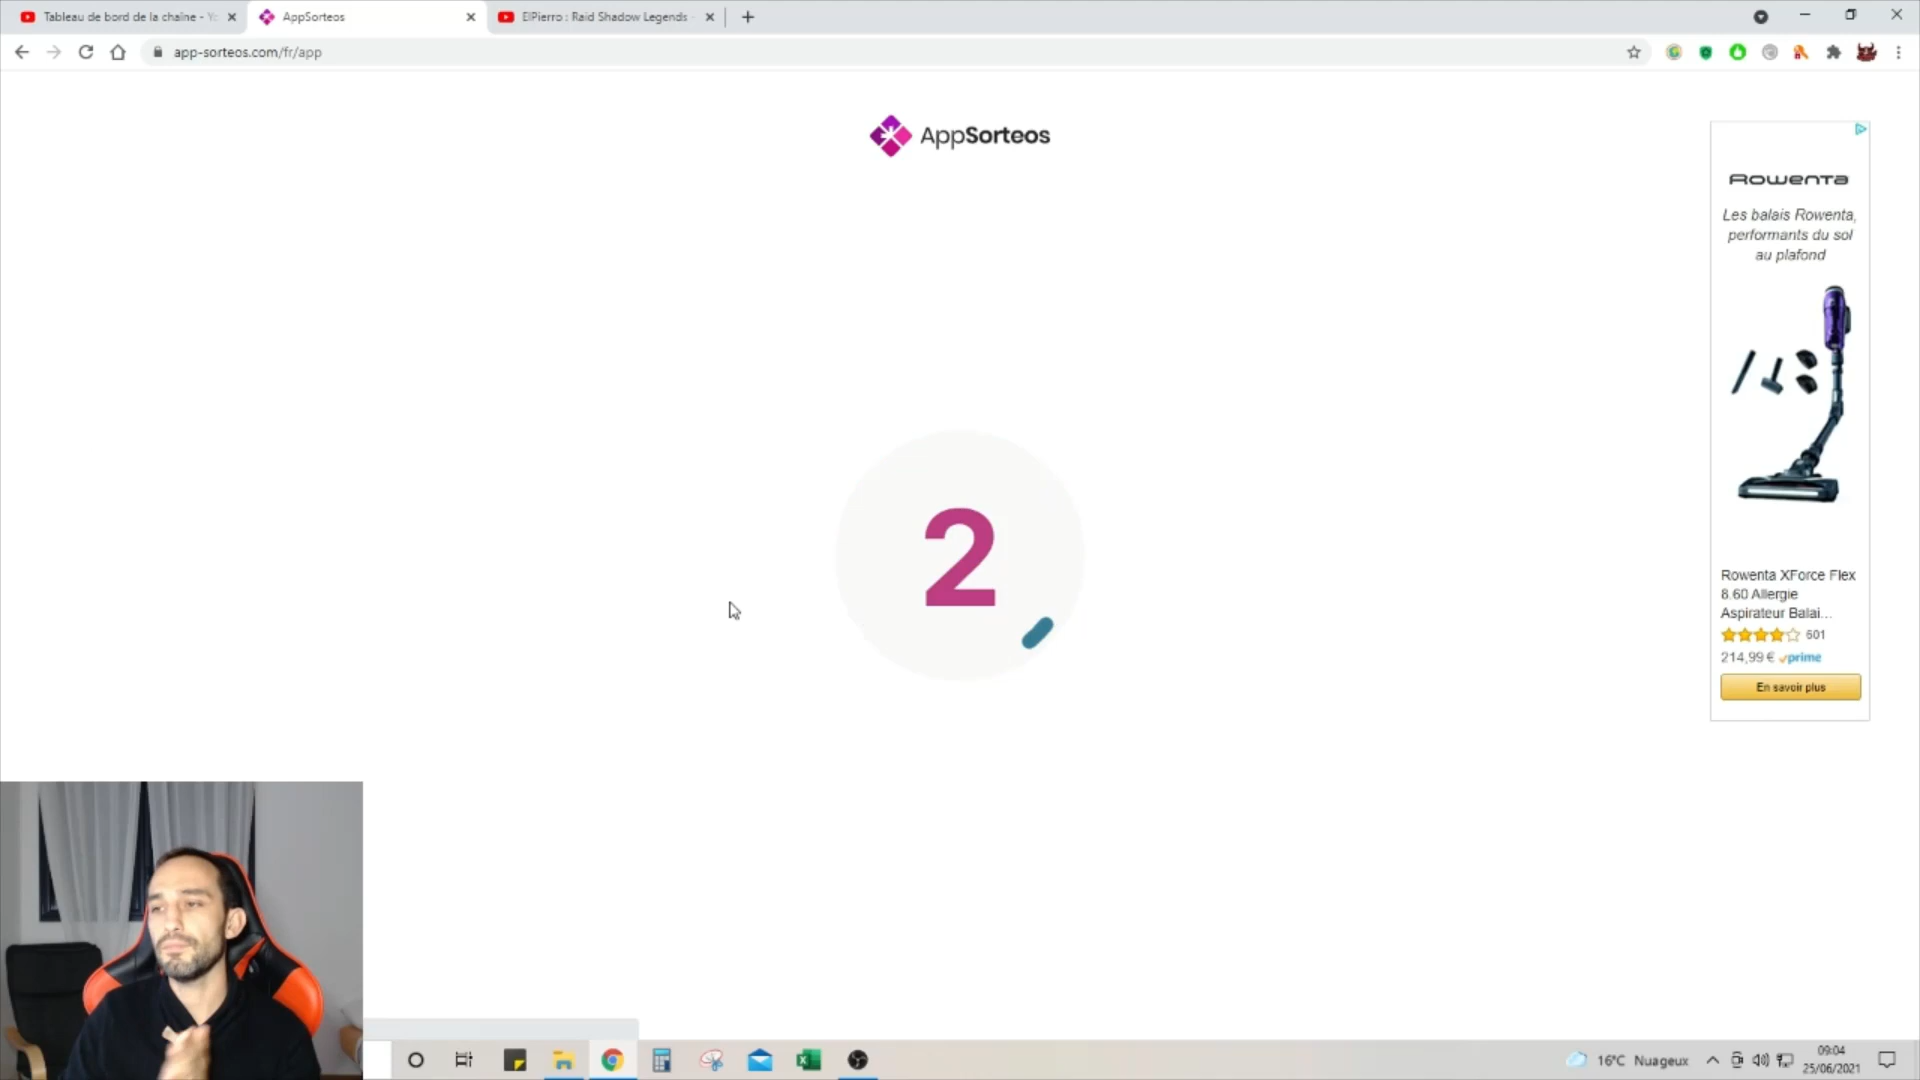 Tableau de bord de la chaîne - Yo
AppSorteos
ElPierro : Raid Shadow Legends -
app-sorteos.com/fr/app
AppSorteos
Rowenta
Les balais Rowenta,
performants du sol
au plafond
2
Rowenta XForce Flex
8.60 Allergie
Aspirateur Balai...
601
214,99 € prime
En savoir plus
16°C Nuageux
09:04
25/06/2021